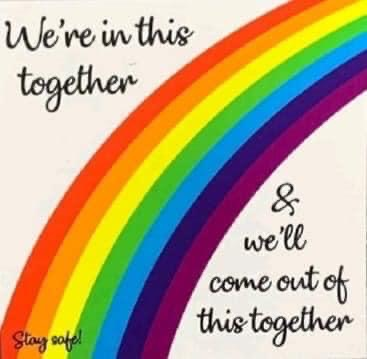 We're in this
together
&
we'll
come out of
this together
Stay safe!